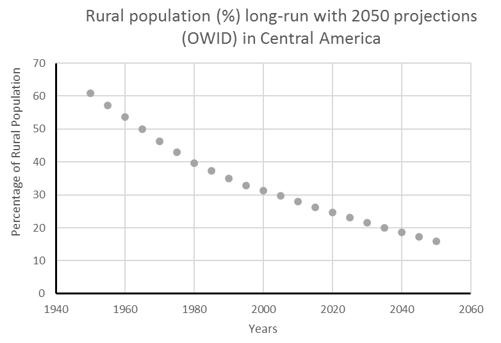 Rural population (%) long-run with 2050 projections
(OWID) in Central America
Percentage of Rural Population
70
60
50
40
30
20
10
0
1940 1960 1980 2000 2020 2040 2060
Years